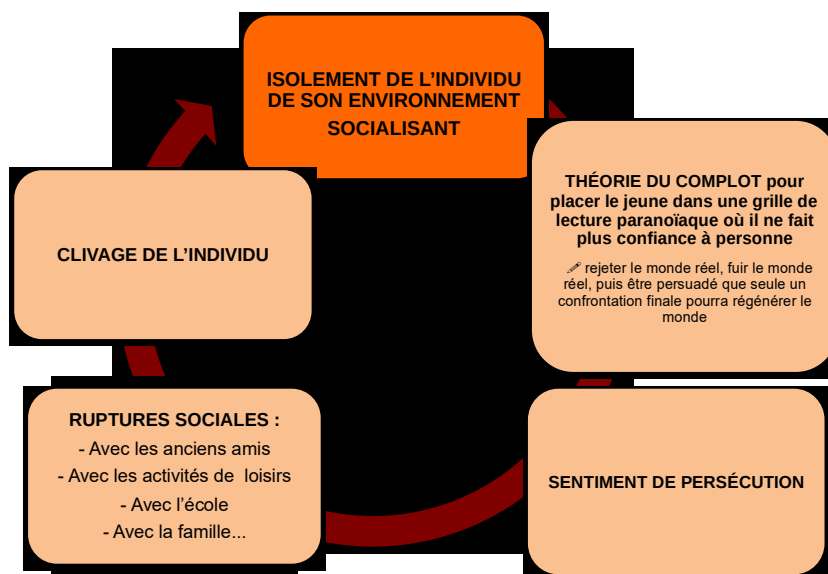 ISOLEMENT DE L’INDIVIDU
DE SON ENVIRONNEMENT
SOCIALISANT
THÉORIE DU COMPLOT pour
placer le jeune dans une grille de
lecture paranoïaque où il ne fait
plus confiance à personne
rejeter le monde réel, fuir le monde
réel, puis être persuadé que seule un
confrontation finale pourra régénérer le
monde
SENTIMENT DE PERSÉCUTION
RUPTURES SOCIALES :
- Avec les anciens amis
- Avec les activités de loisirs
- Avec l’école
- Avec la famille...
CLIVAGE DE L’INDIVIDU